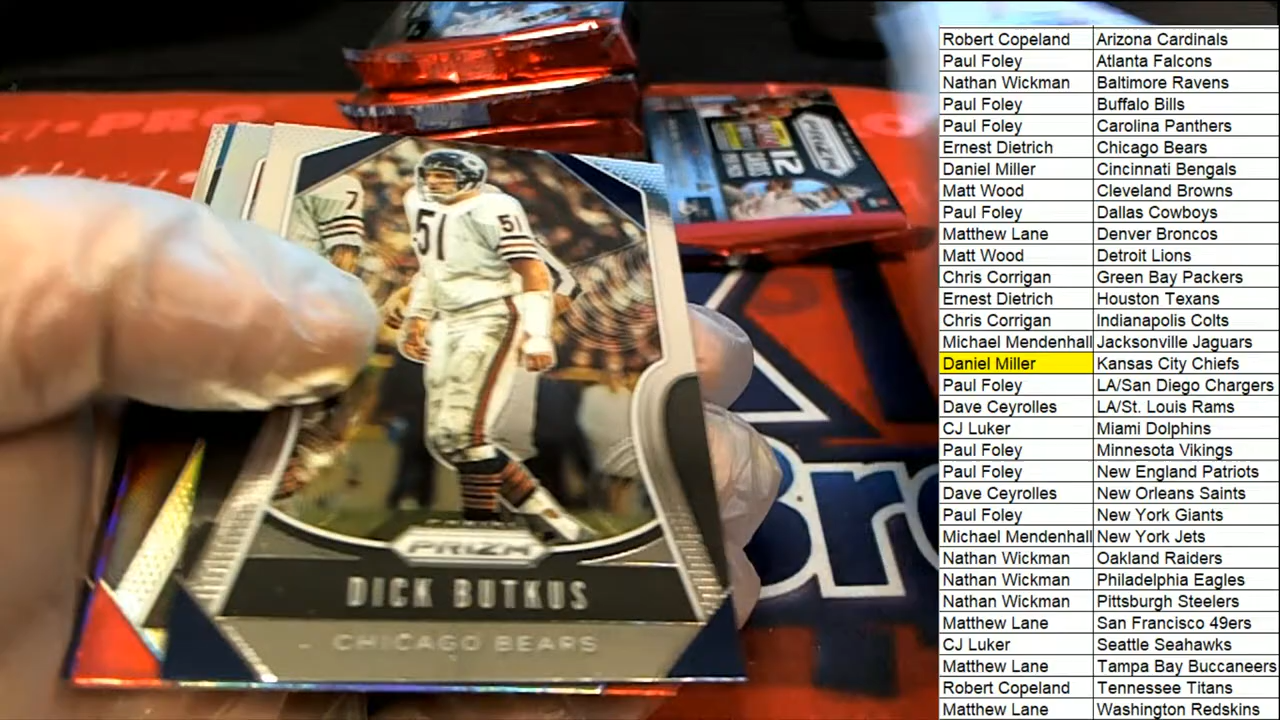 7
51
51
PRIZM
DICK BUTKUS
CHICAGO BEARS
PRO
PRIZM
12
Br
Robert Copeland Arizona Cardinals
Paul Foley Atlanta Falcons
Nathan Wickman Baltimore Ravens
Paul Foley Buffalo Bills
Paul Foley Carolina Panthers
Ernest Dietrich Chicago Bears
Daniel Miller Cincinnati Bengals
Matt Wood Cleveland Browns
Paul Foley Dallas Cowboys
Matthew Lane Denver Broncos
Matt Wood Detroit Lions
Chris Corrigan Green Bay Packers
Ernest Dietrich Houston Texans
Chris Corrigan Indianapolis Colts
Michael Mendenhall Jacksonville Jaguars
Daniel Miller Kansas City Chiefs
Paul Foley LA/San Diego Chargers
Dave Ceyrolles LA/St. Louis Rams
CJ Luker Miami Dolphins
Paul Foley Minnesota Vikings
Paul Foley New England Patriots
Dave Ceyrolles New Orleans Saints
Paul Foley New York Giants
Michael Mendenhall New York Jets
Nathan Wickman Oakland Raiders
Nathan Wickman Philadelphia Eagles
Nathan Wickman Pittsburgh Steelers
Matthew Lane San Francisco 49ers
CJ Luker Seattle Seahawks
Matthew Lane Tampa Bay Buccaneers
Robert Copeland Tennessee Titans
Matthew Lane Washington Redskins